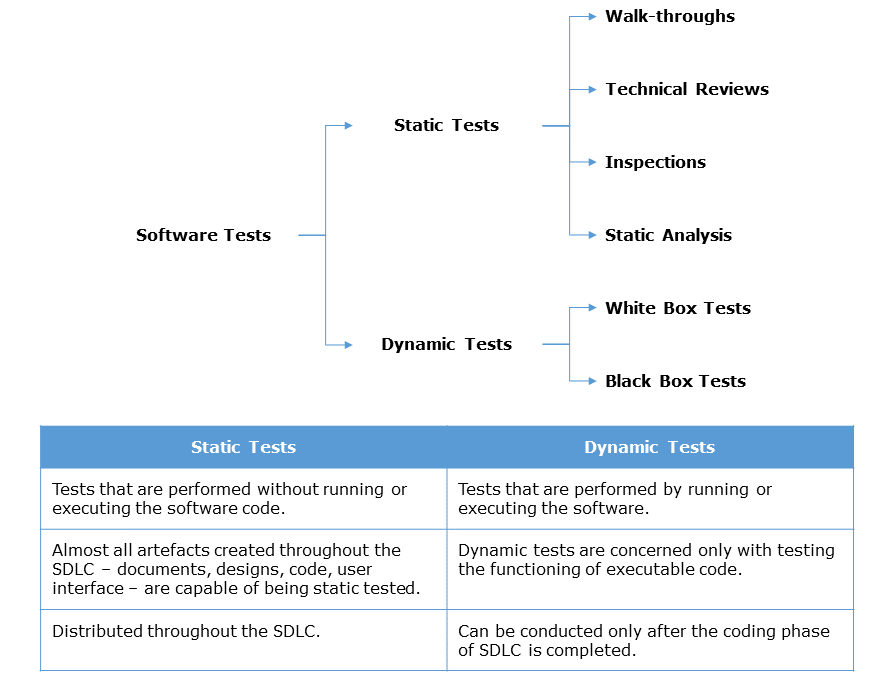 Walk-throughs
Technical Reviews
Static Tests
Inspections
Software Tests
Static Analysis
White Box Tests
Dynamic Tests
Black Box Tests
Static Tests
Dynamic Tests
Tests that are performed without running or
executing the software code.
Tests that are performed by running or
executing the software.
Almost all artefacts created throughout the
SDLC – documents, designs, code, user
interface – are capable of being static tested.
Dynamic tests are concerned only with testing
the functioning of executable code.
Distributed throughout the SDLC.
Can be conducted only after the coding phase
of SDLC is completed.